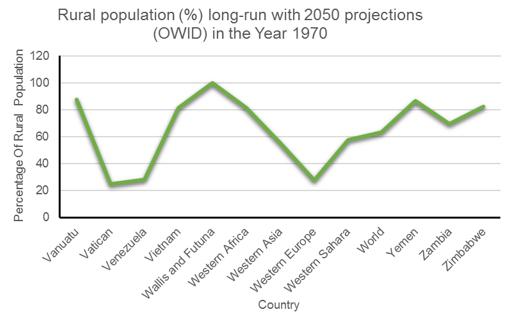 Rural population (%) long-run with 2050 projections
(OWID) in the Year 1970
Percentage Of Rural Population
120
100
80
60
40
20
0
Vanuatu
Vatican
Venezuela
Vietnam
Wallis and Futuna
Western Africa
Western Asia
Western Europe
Western Sahara
World
Yemen
Zambia
Zimbabwe
Country